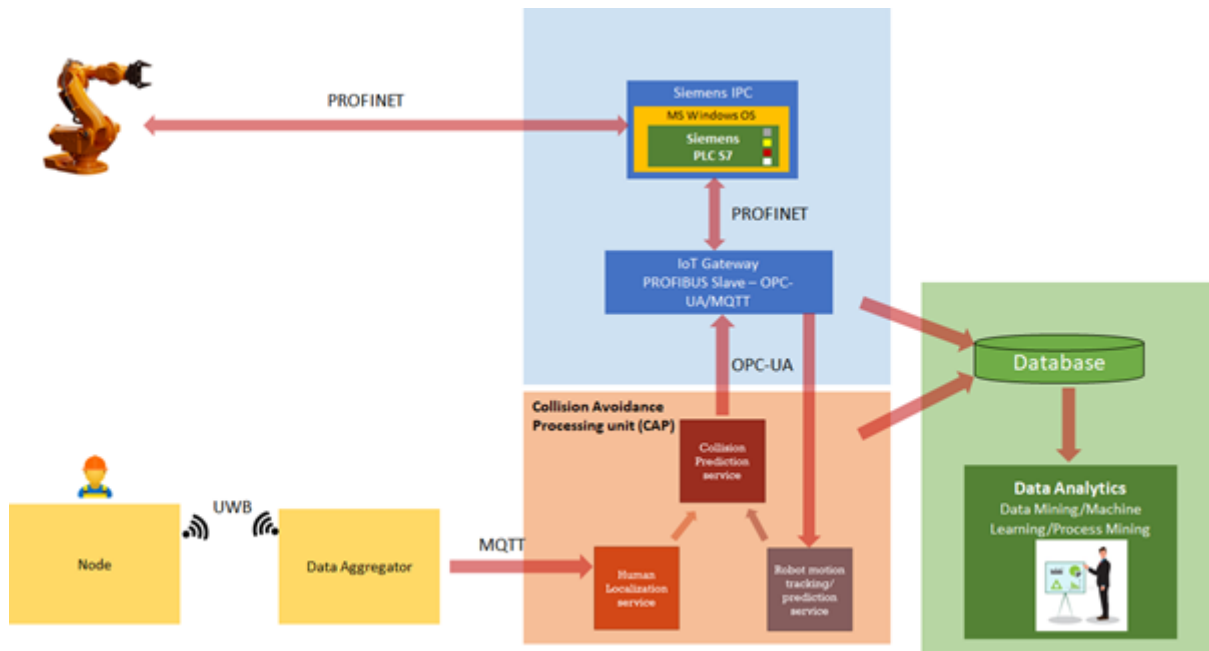 PROFINET
Siemens IPC
MS Windows OS
Siemens
PLC S7
PROFINET
IoT Gateway
PROFIBUS Slave – OPC-
UA/MQTT
OPC-UA
Database
Collision Avoidance
Processing unit (CAP)
Collision
Prediction
service
UWB
Node
Data Aggregator
MQTT
Human
Localization
service
Robot motion
tracking/
prediction
service
Data Analytics
Data Mining/Machine
Learning/Process Mining